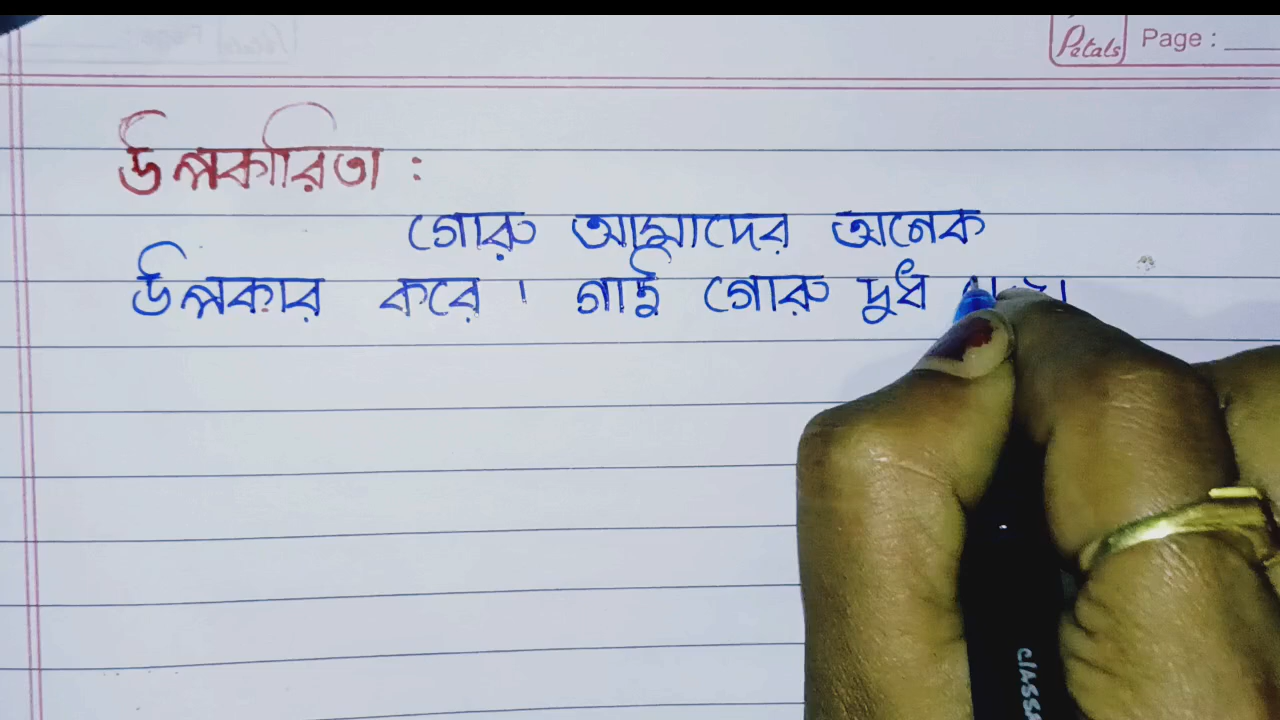 Petals Page :
উপকারিতা :
গোরু আমাদের অনেক
উপকার করে । গাই গোরু দুধ